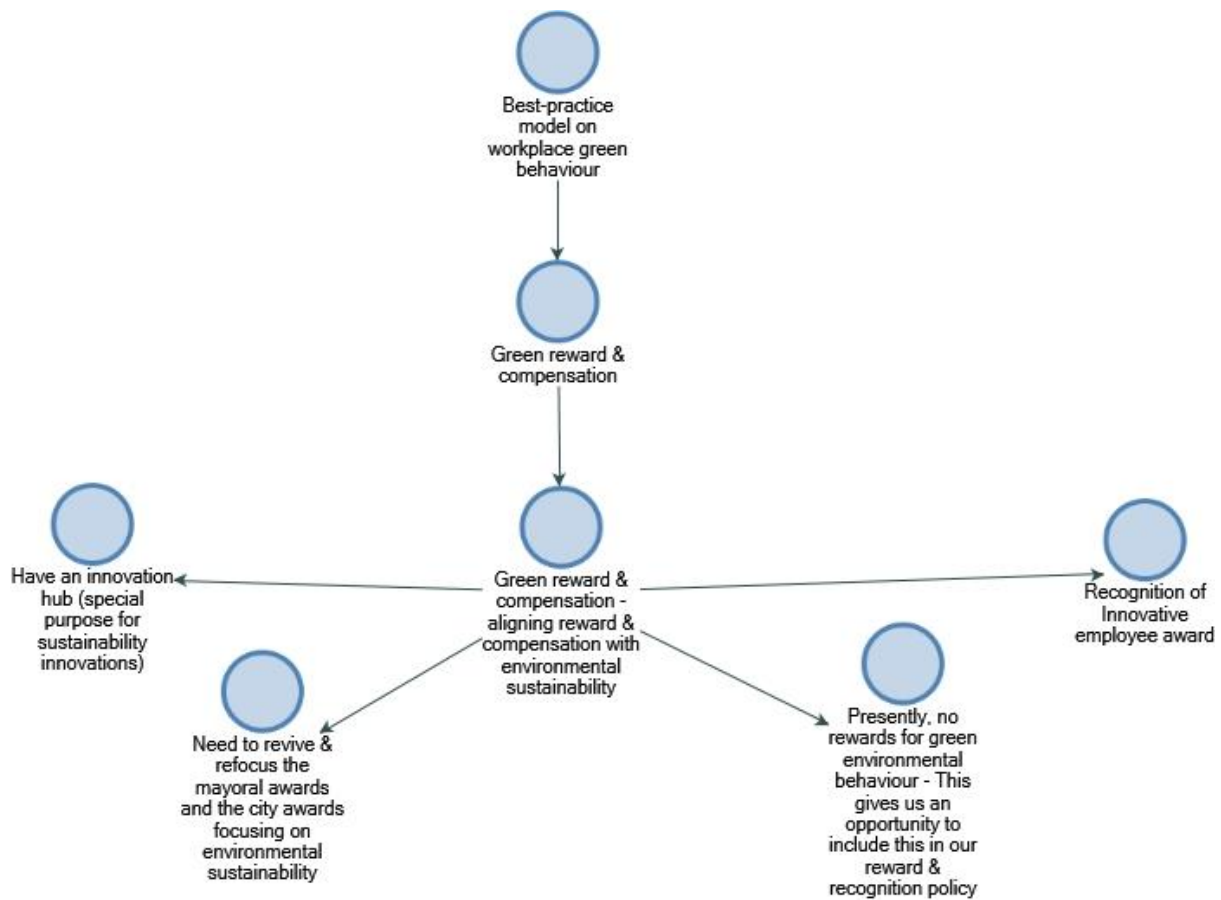 Best-practice
model on
workplace green
behaviour
Green reward &
compensation
Green reward &
compensation -
aligning reward &
compensation with
environmental
sustainability
Have an innovation
hub (special
purpose for
sustainability
innovations)
Need to revive &
refocus the
mayoral awards
and the city awards
focusing on
environmental
sustainability
Presently, no
rewards for green
environmental
behaviour - This
gives us an
opportunity to
include this in our
reward &
recognition policy
Recognition of
Innovative
employee award